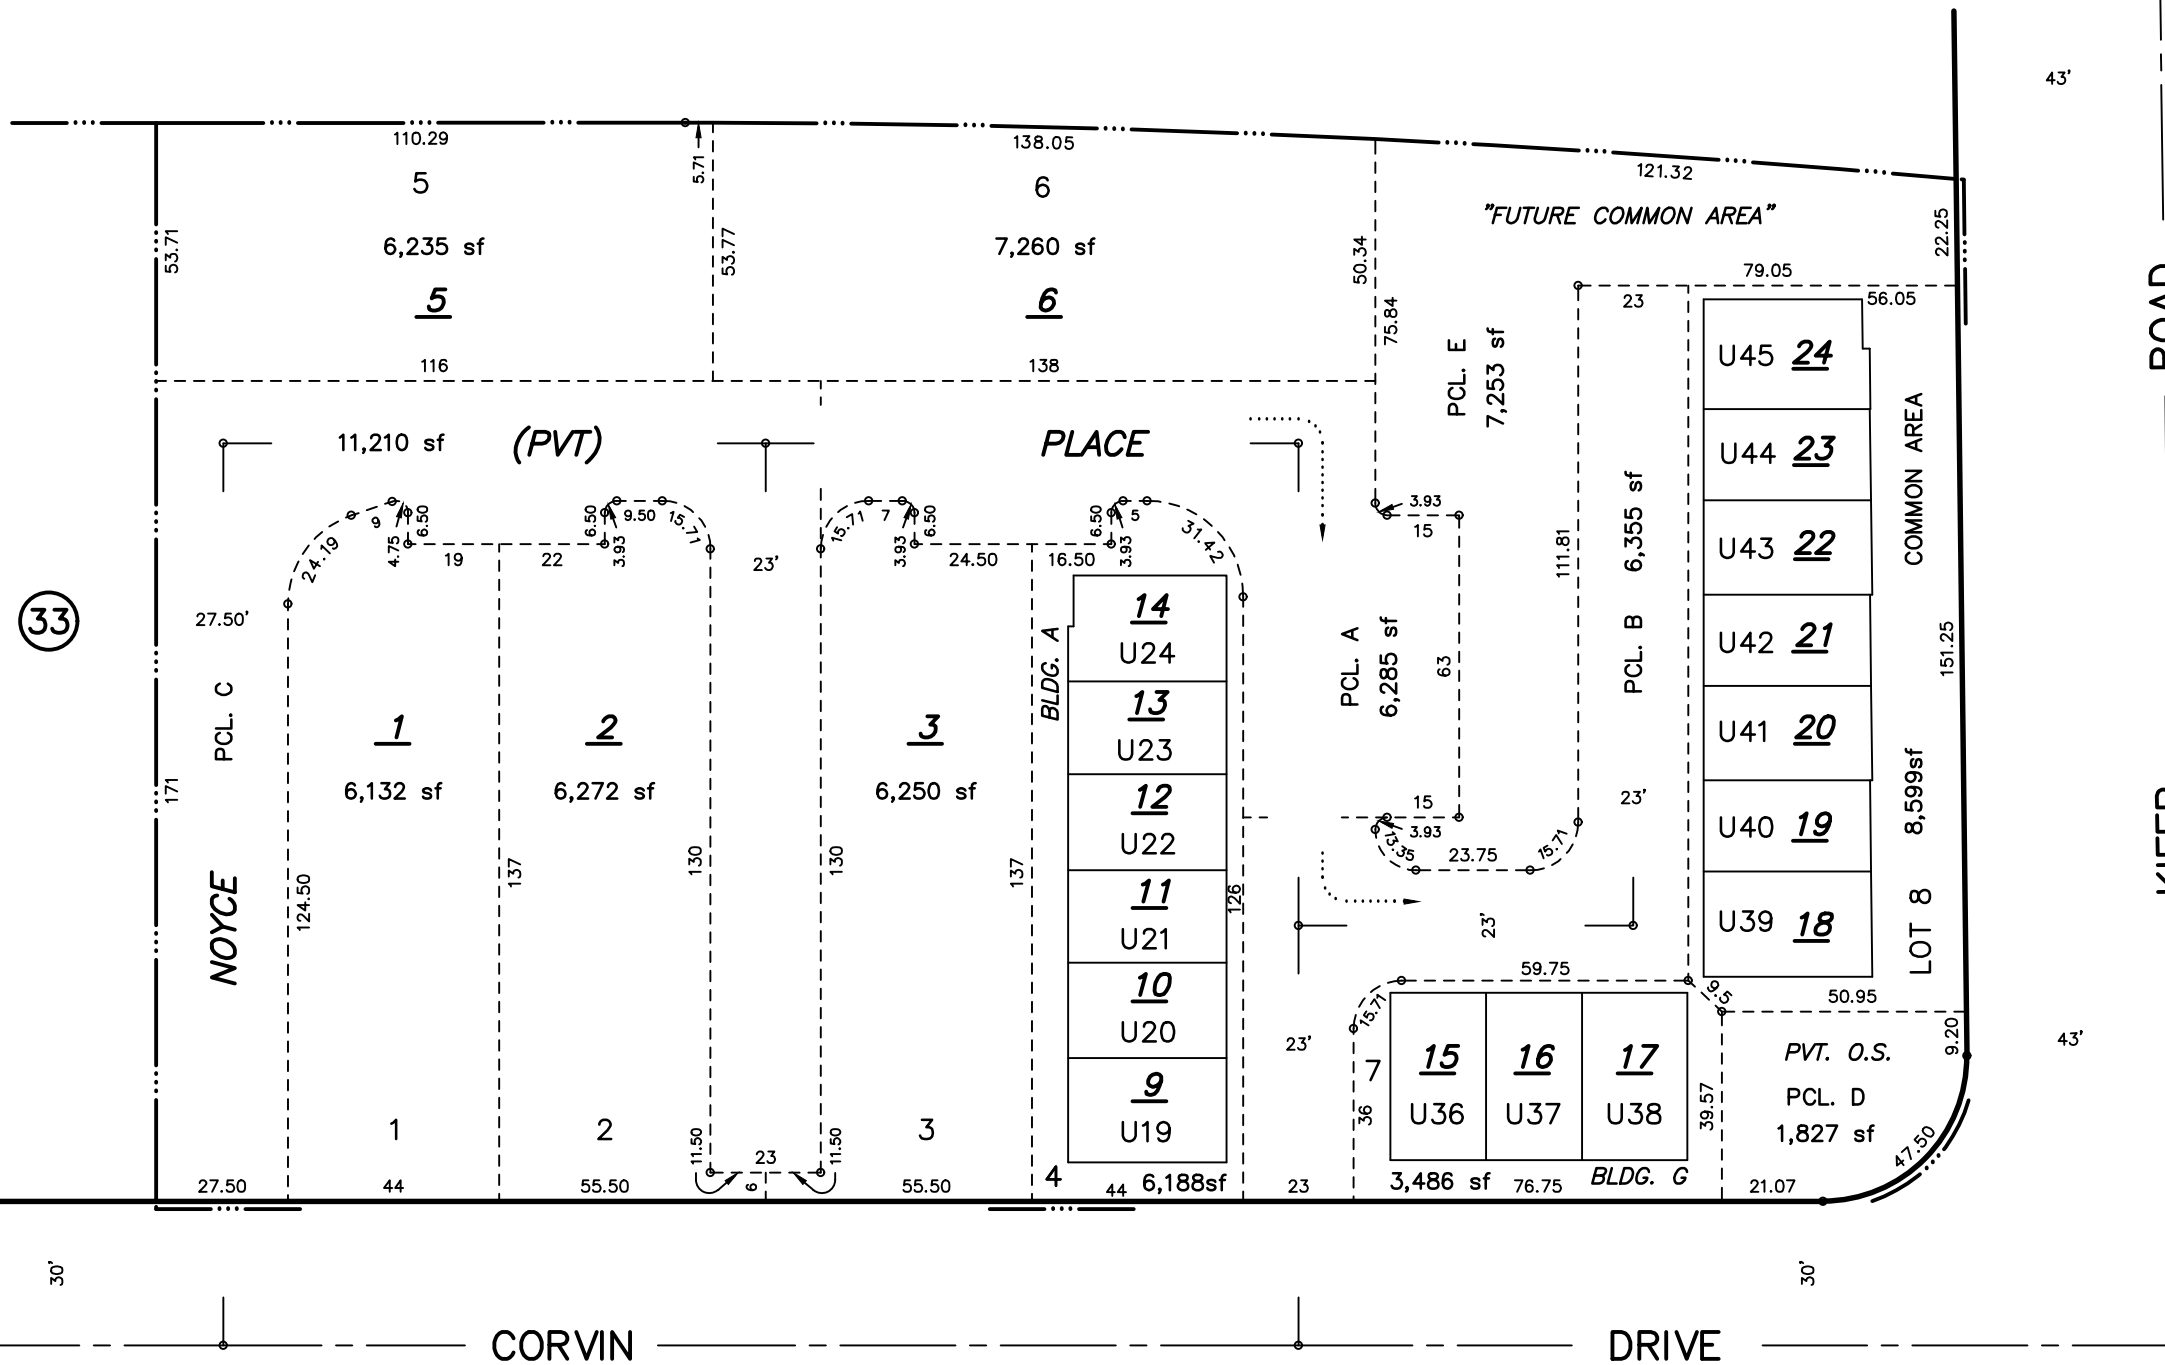 43'
110.29
138.05
121.32
5.71
5
6
"FUTURE COMMON AREA"
53.71
6,235 sf
53.77
7,260 sf
50.34
22.25
5
6
79.05
23
56.05
75.84
116
138
PCL. E
7,253 sf
U45 24
ROAD
11,210 sf
(PVT)
PLACE
U44 23
COMMON AREA
9
6.50
4.75
24.19
19
22
6.50
9.50
3.93
15.71
23'
15.71
7
6.50
3.93
24.50
16.50
6.50
5
3.93
31.42
3.93
15
111.81
PCL. B 6,355 sf
U43 22
33
27.50'
BLDG. A
14
U24
PCL. A
6,285 sf
63
U42 21
151.25
PCL. C
1
2
3
13
U23
U41 20
171
6,132 sf
6,272 sf
6,250 sf
12
U22
15
3.93
13.35
23.75
15.71
23'
U40 19
8,599sf
KIFER
NOYCE
124.50
137
130
130
137
11
U21
126
23'
U39 18
LOT 8
10
U20
59.75
9.5
50.95
15.71
23'
9.20
43'
9
U19
7
15
U36
16
U37
17
U38
36
39.57
PVT. O.S.
PCL. D
1,827 sf
47.50
1
2
3
4
11.50
23
11.50
6
27.50
44
55.50
55.50
44
6,188sf
23
3,486 sf
76.75
BLDG. G
21.07
30'
30'
CORVIN
DRIVE